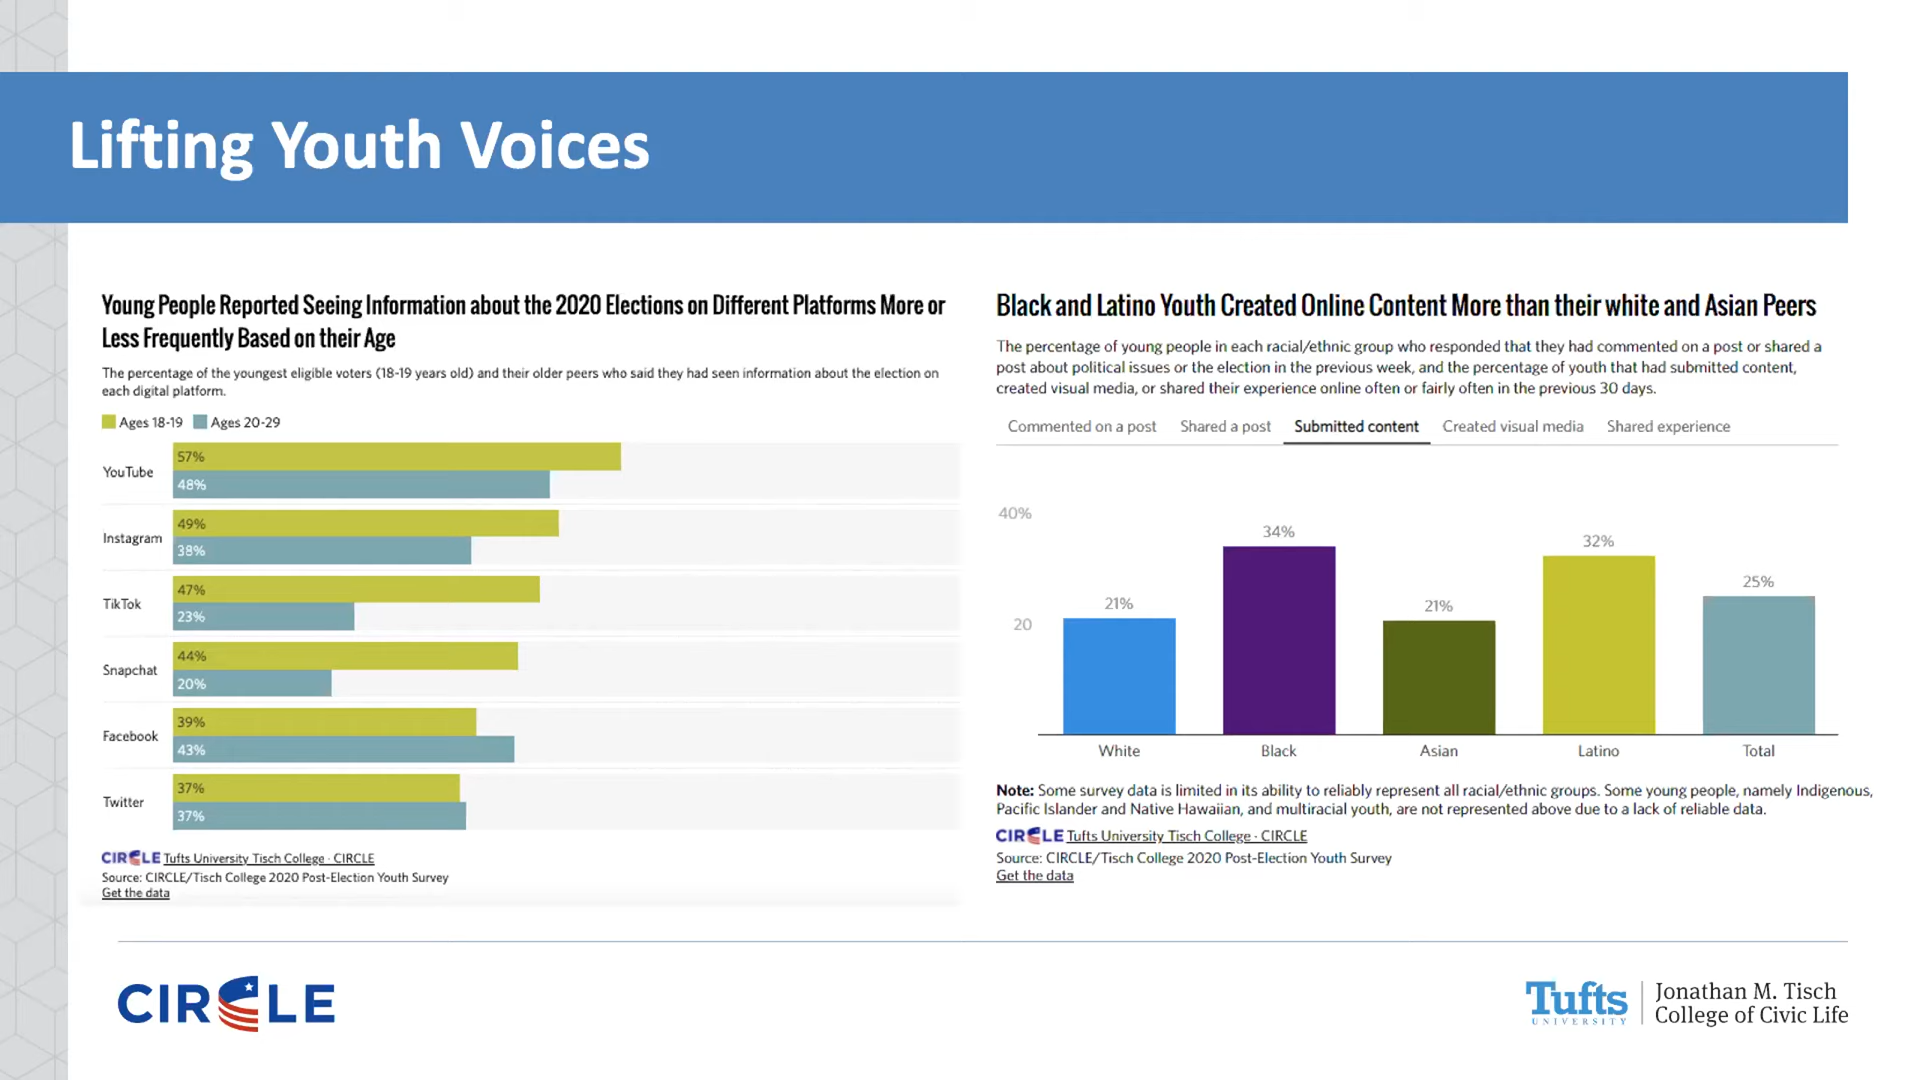 Lifting Youth Voices
Young People Reported Seeing Information about the 2020 Elections on Different Platforms More or
Less Frequently Based on their Age
The percentage of the youngest eligible voters (18-19 years old) and their older peers who said they had seen information about the election on
each digital platform.
Ages 18-19 Ages 20-29
YouTube
57%
48%
Instagram
49%
38%
TikTok
47%
23%
Snapchat
44%
20%
Facebook
39%
43%
Twitter
37%
37%
CIRCLE Tufts University Tisch College · CIRCLE
Source: CIRCLE/Tisch College 2020 Post-Election Youth Survey
Get the data
Black and Latino Youth Created Online Content More than their white and Asian Peers
The percentage of young people in each racial/ethnic group who responded that they had commented on a post or shared a
post about political issues or the election in the previous week, and the percentage of youth that had submitted content,
created visual media, or shared their experience online often or fairly often in the previous 30 days.
Commented on a post Shared a post Submitted content Created visual media Shared experience
40%
20
21%
34%
21%
32%
25%
White Black Asian Latino Total
Note: Some survey data is limited in its ability to reliably represent all racial/ethnic groups. Some young people, namely Indigenous,
Pacific Islander and Native Hawaiian, and multiracial youth, are not represented above due to a lack of reliable data.
CIRCLE Tufts University Tisch College · CIRCLE
Source: CIRCLE/Tisch College 2020 Post-Election Youth Survey
Get the data
CIRCLE
Tufts
UNIVERSITY
Jonathan M. Tisch
College of Civic Life